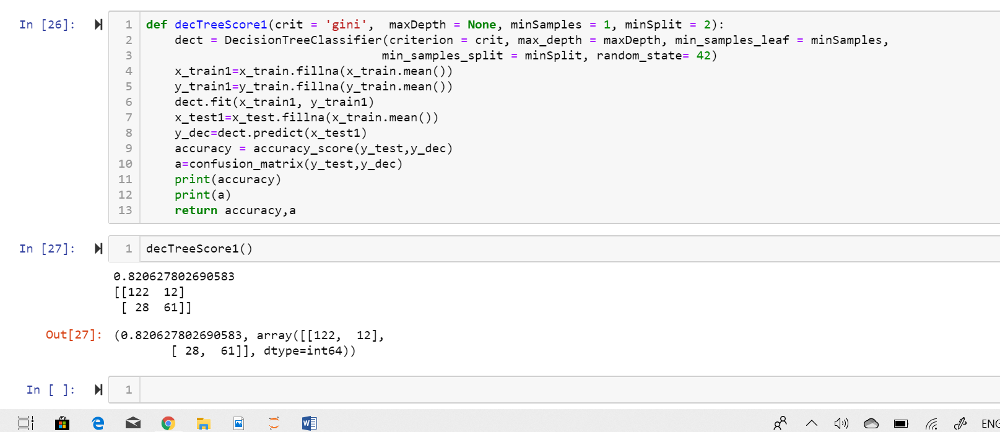 In [26]:
1 def decTreeScore1(crit = 'gini',  maxDepth = None, minSamples = 1, minSplit = 2):
2     dect = DecisionTreeClassifier(criterion = crit, max_depth = maxDepth, min_samples_leaf = minSamples,
3                                  min_samples_split = minSplit, random_state= 42)
4     x_train1=x_train.fillna(x_train.mean())
5     y_train1=y_train.fillna(y_train.mean())
6     dect.fit(x_train1, y_train1)
7     x_test1=x_test.fillna(x_train.mean())
8     y_dec=dect.predict(x_test1)
9     accuracy = accuracy_score(y_test,y_dec)
10     a=confusion_matrix(y_test,y_dec)
11     print(accuracy)
12     print(a)
13     return accuracy,a
In [27]:
1 decTreeScore1()
0.820627802690583
[[122  12]
 [ 28  61]]
Out[27]: (0.820627802690583, array([[122,  12],
        [ 28,  61]], dtype=int64))
In [ ]:
1
ENG